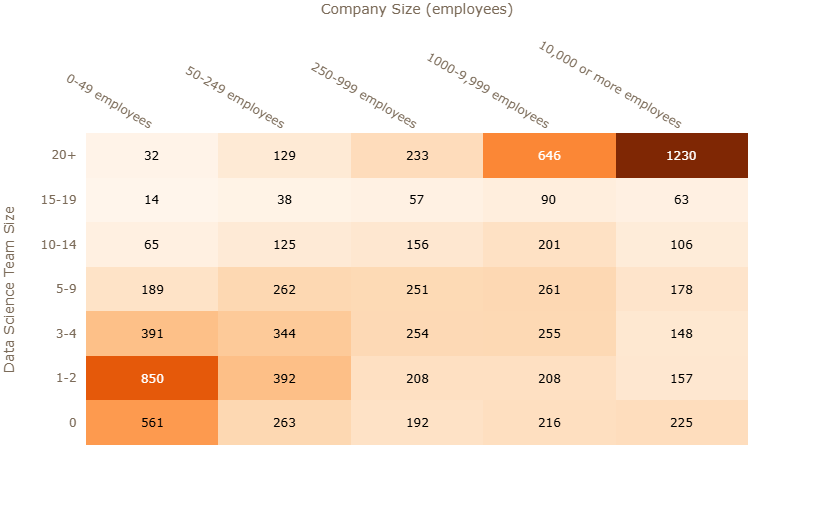 Company Size (employees)
0-49 employees
50-249 employees
250-999 employees
1000-9,999 employees
10,000 or more employees
Data Science Team Size
20+ 32 129 233 646 1230
15-19 14 38 57 90 63
10-14 65 125 156 201 106
5-9 189 262 251 261 178
3-4 391 344 254 255 148
1-2 850 392 208 208 157
0 561 263 192 216 225